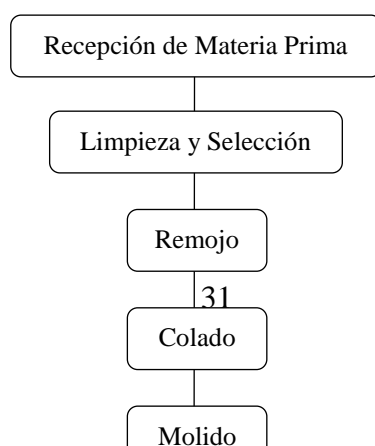 Recepción de Materia Prima
Limpieza y Selección
Remojo
31
Colado
Molido